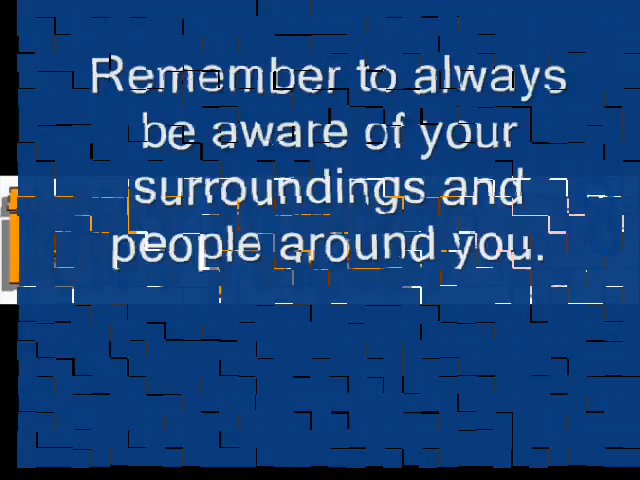 Remember to always
be aware of your
surroundings and
people around you.